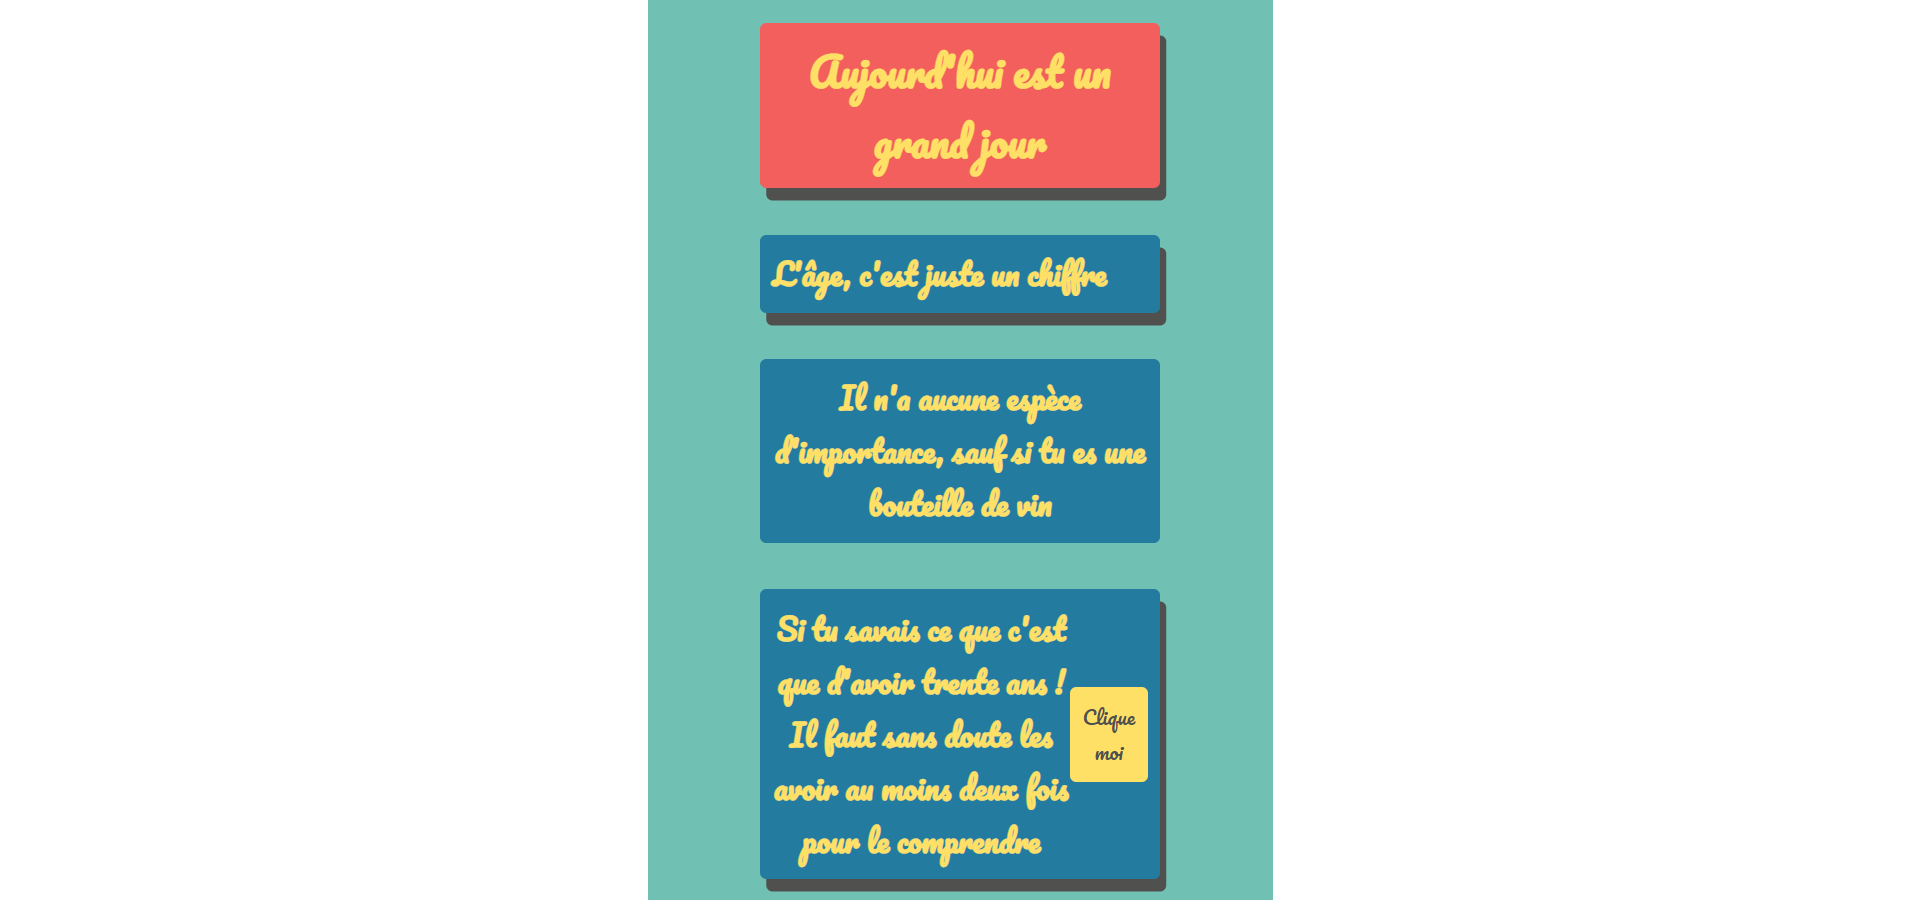 Aujourd'hui est un
grand jour
L'âge, c'est juste un chiffre
Il n'a aucune espèce
d'importance, sauf si tu es une
bouteille de vin
Si tu savais ce que c'est
que d'avoir trente ans !
Il faut sans doute les
avoir au moins deux fois
pour le comprendre
Clique
moi